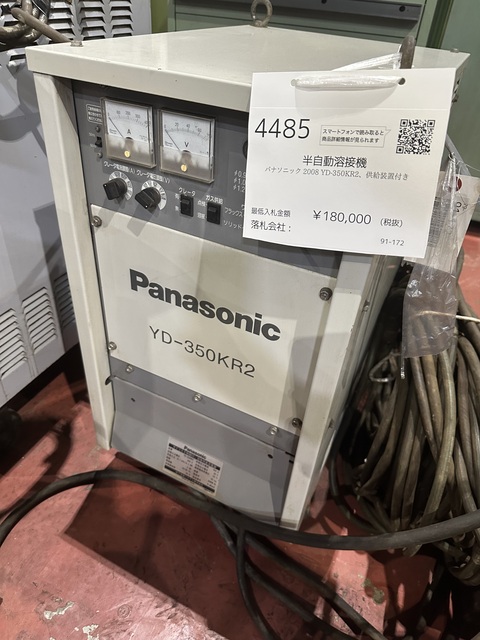 4485
スマートフォンで読み取ると
商品詳細情報が見られます
半自動溶接機
パナソニック 2008 YD-350KR2、供給装置付き
最低入札金額 ￥180,000 (税抜)
落札会社：
91-172
A
V
クレータ
ガス
Panasonic
YD-350KR2
Panasonic